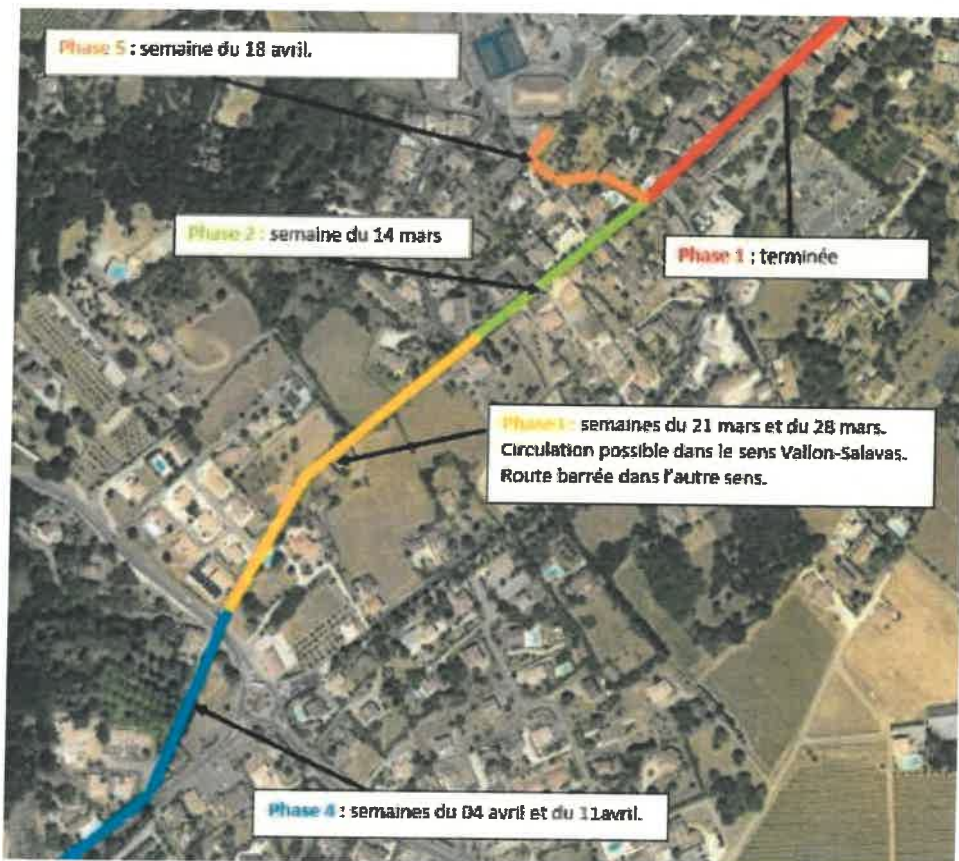 Phase 5 : semaine du 18 avril.
Phase 2 : semaine du 14 mars
Phase 1 : terminée
Phase : semaines du 21 mars et du 28 mars.
Circulation possible dans le sens Vallon-Salavas.
Route barrée dans l'autre sens.
Phase 4 : semaines du 04 avril et du 11avril.